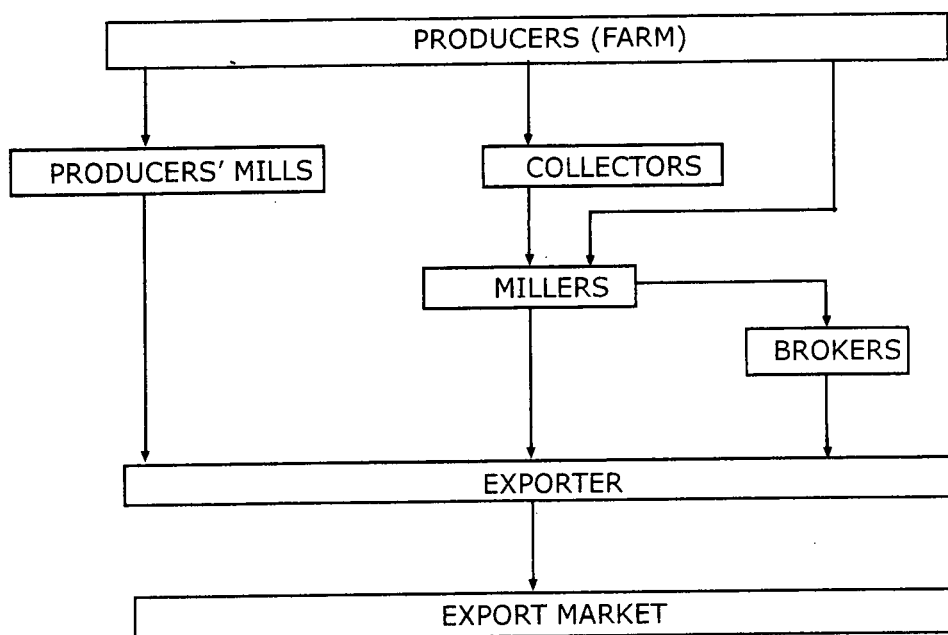 PRODUCERS (FARM)
PRODUCERS' MILLS
COLLECTORS
MILLERS
BROKERS
EXPORTER
EXPORT MARKET